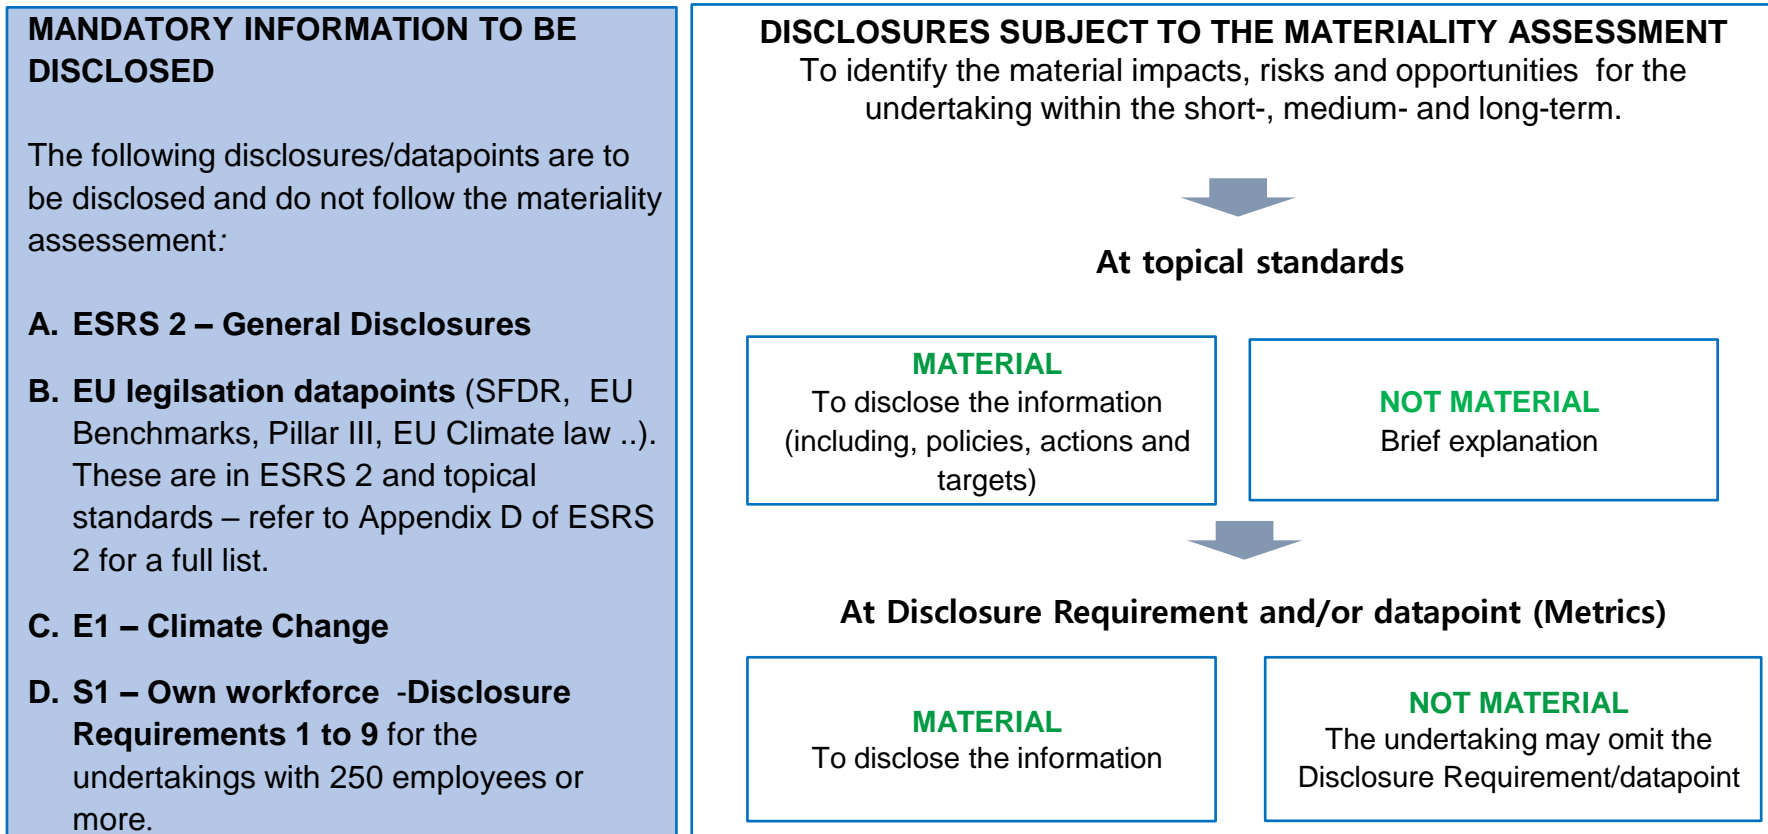 MANDATORY INFORMATION TO BE
DISCLOSED
The following disclosures/datapoints are to
be disclosed and do not follow the materiality
assessement:
A. ESRS 2 – General Disclosures
B. EU legilsation datapoints (SFDR, EU
Benchmarks, Pillar III, EU Climate law ..).
These are in ESRS 2 and topical
standards – refer to Appendix D of ESRS
2 for a full list.
C. E1 – Climate Change
D. S1 – Own workforce -Disclosure
Requirements 1 to 9 for the
undertakings with 250 employees or
more.
DISCLOSURES SUBJECT TO THE MATERIALITY ASSESSMENT
To identify the material impacts, risks and opportunities for the
undertaking within the short-, medium- and long-term.
At topical standards
MATERIAL
To disclose the information
(including, policies, actions and
targets)
NOT MATERIAL
Brief explanation
At Disclosure Requirement and/or datapoint (Metrics)
MATERIAL
To disclose the information
NOT MATERIAL
The undertaking may omit the
Disclosure Requirement/datapoint